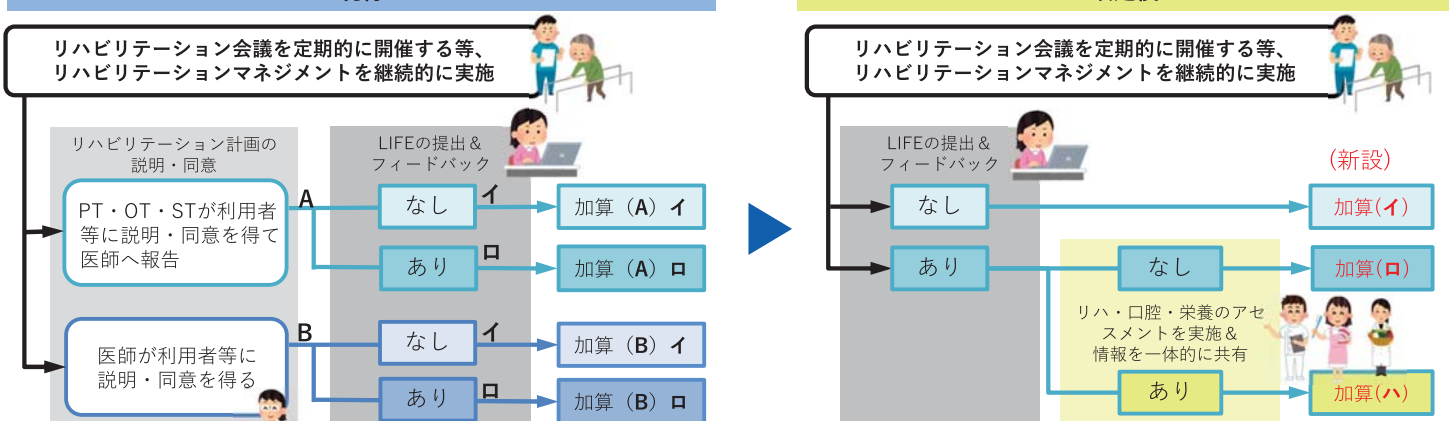 リハビリテーション会議を定期的に開催する等、
リハビリテーションマネジメントを継続的に実施
リハビリテーション計画の
説明・同意
LIFEの提出＆
フィードバック
PT・OT・STが利用者
等に説明・同意を得て
医師へ報告
A
なし
イ
加算（A）イ
あり
ロ
加算（A）ロ
医師が利用者等に
説明・同意を得る
B
なし
イ
加算（B）イ
あり
ロ
加算（B）ロ
リハビリテーション会議を定期的に開催する等、
リハビリテーションマネジメントを継続的に実施
LIFEの提出＆
フィードバック
(新設)
なし
加算(イ)
あり
なし
加算(ロ)
リハ・口腔・栄養のアセ
スメントを実施＆
情報を一体的に共有
あり
加算(ハ)